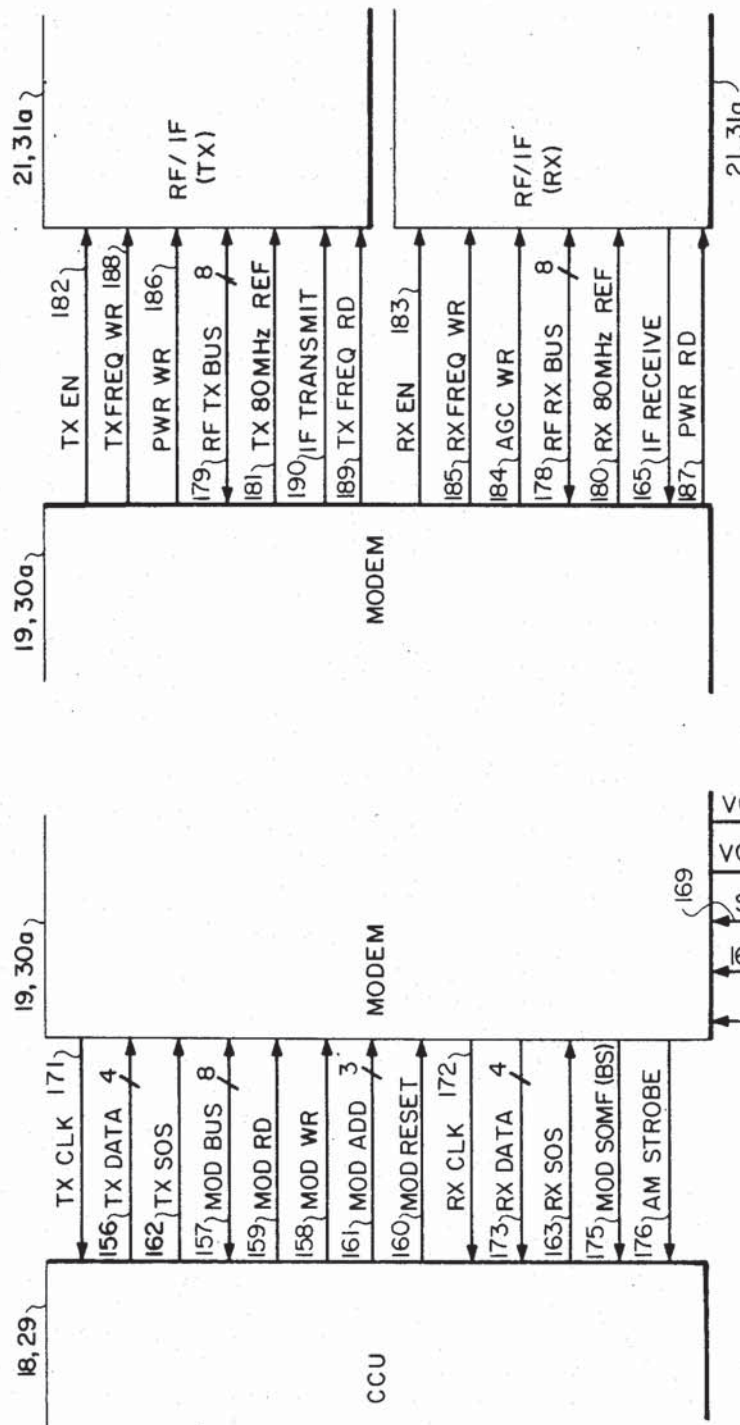 18,29
CCU
TX CLK 171
156 TX DATA 4
162 TX SOS
157 MOD BUS 8
159 MOD RD
158 MOD WR
161 MOD ADD 3
160 MOD RESET
RX CLK 172
173 RX DATA 4
163 RX SOS
175 MOD SOMF (BS)
176 AM STROBE
19,30a
MODEM
169
19,30a
MODEM
TX EN 182
TXFREQ WR 188
PWR WR 186
179 RF TX BUS 8
181 TX 80MHz REF
190 IF TRANSMIT
189 TX FREQ RD
RX EN 183
185 RXFREQ WR
184 AGC WR
178 RF RX BUS 8
180 RX 80MHz REF
165 IF RECEIVE
187 PWR RD
21,31a
RF/IF
(TX)
RF/IF
(RX)
21,31a